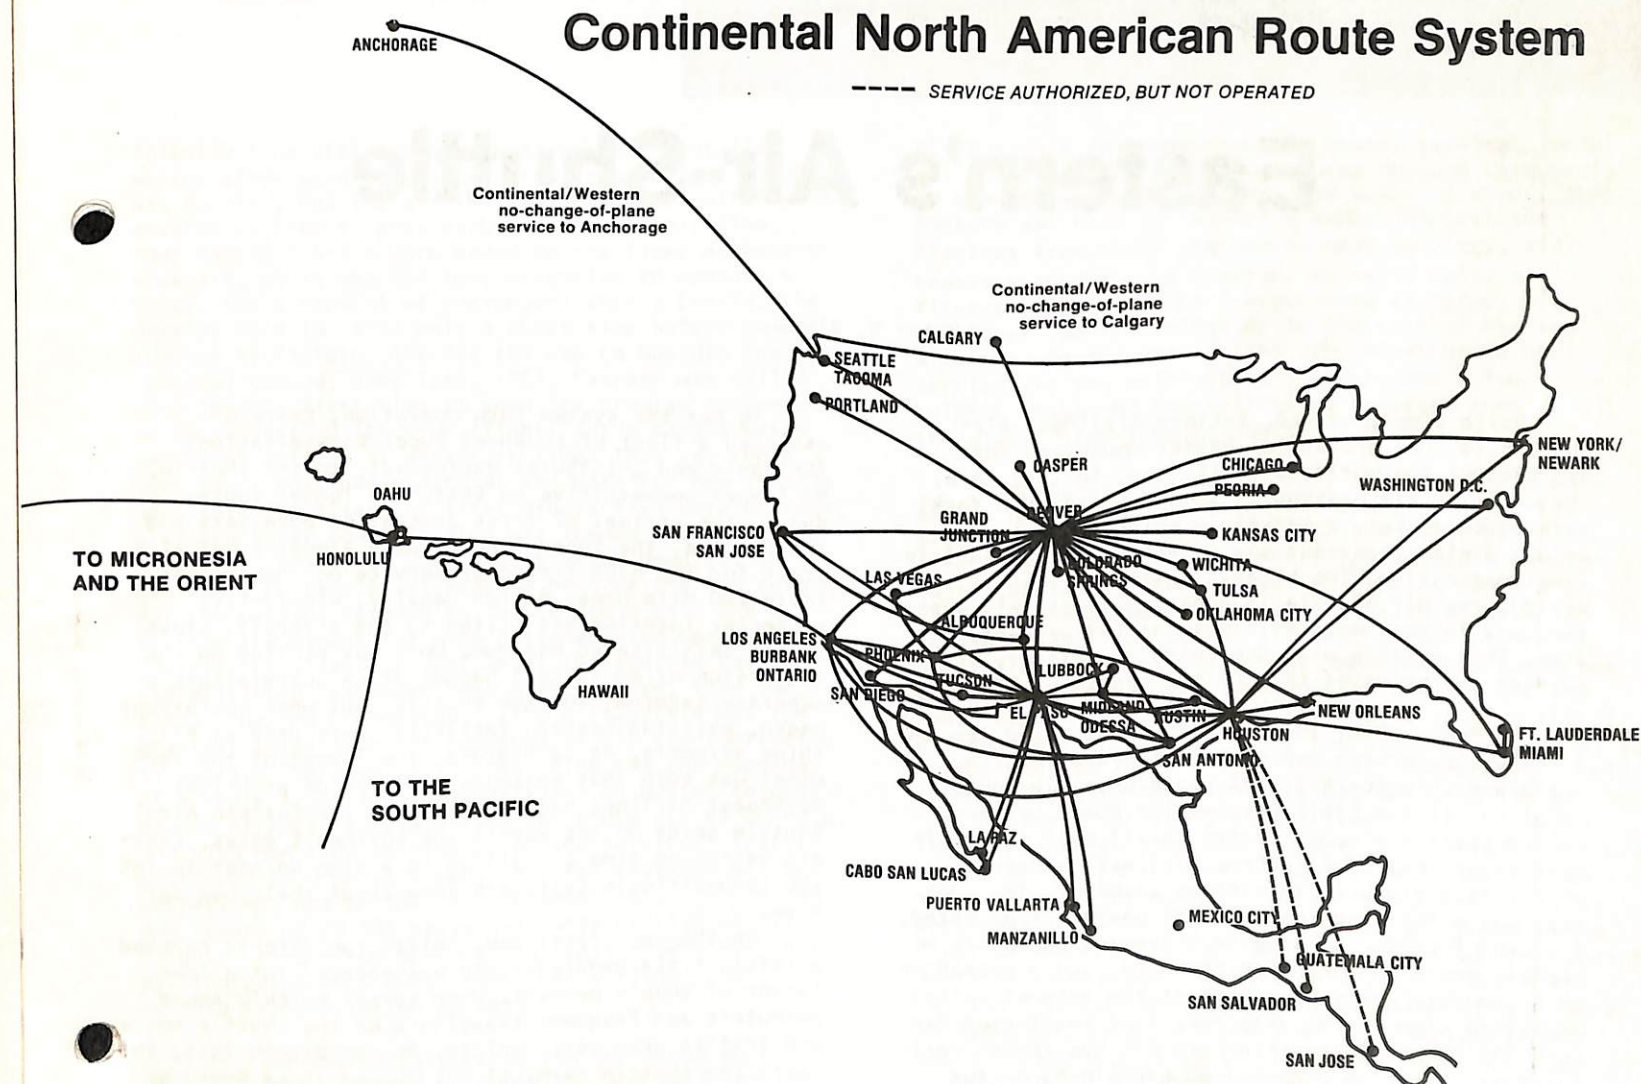 Continental North American Route System
SERVICE AUTHORIZED, BUT NOT OPERATED
ANCHORAGE
Continental/Western
no-change-of-plane
service to Anchorage
Continental/Western
no-change-of-plane
service to Calgary
CALGARY
SEATTLE
TACOMA
PORTLAND
CASPER
CHICAGO
PEORIA
NEW YORK/
NEWARK
WASHINGTON D.C.
OAHU
HONOLULU
TO MICRONESIA
AND THE ORIENT
HAWAII
TO THE
SOUTH PACIFIC
SAN FRANCISCO
SAN JOSE
GRAND
JUNCTION
DENVER
COLORADO
SPRINGS
KANSAS CITY
WICHITA
TULSA
OKLAHOMA CITY
LAS VEGAS
ALBUQUERQUE
LOS ANGELES
BURBANK
ONTARIO
PHOENIX
SAN DIEGO
TUCSON
LUBBOCK
EL PASO
MIDLAND
ODESSA
AUSTIN
HOUSTON
SAN ANTONIO
NEW ORLEANS
FT. LAUDERDALE
MIAMI
LA PAZ
CABO SAN LUCAS
PUERTO VALLARTA
MANZANILLO
MEXICO CITY
GUATEMALA CITY
SAN SALVADOR
SAN JOSE
Eastern's Air-Shuttle